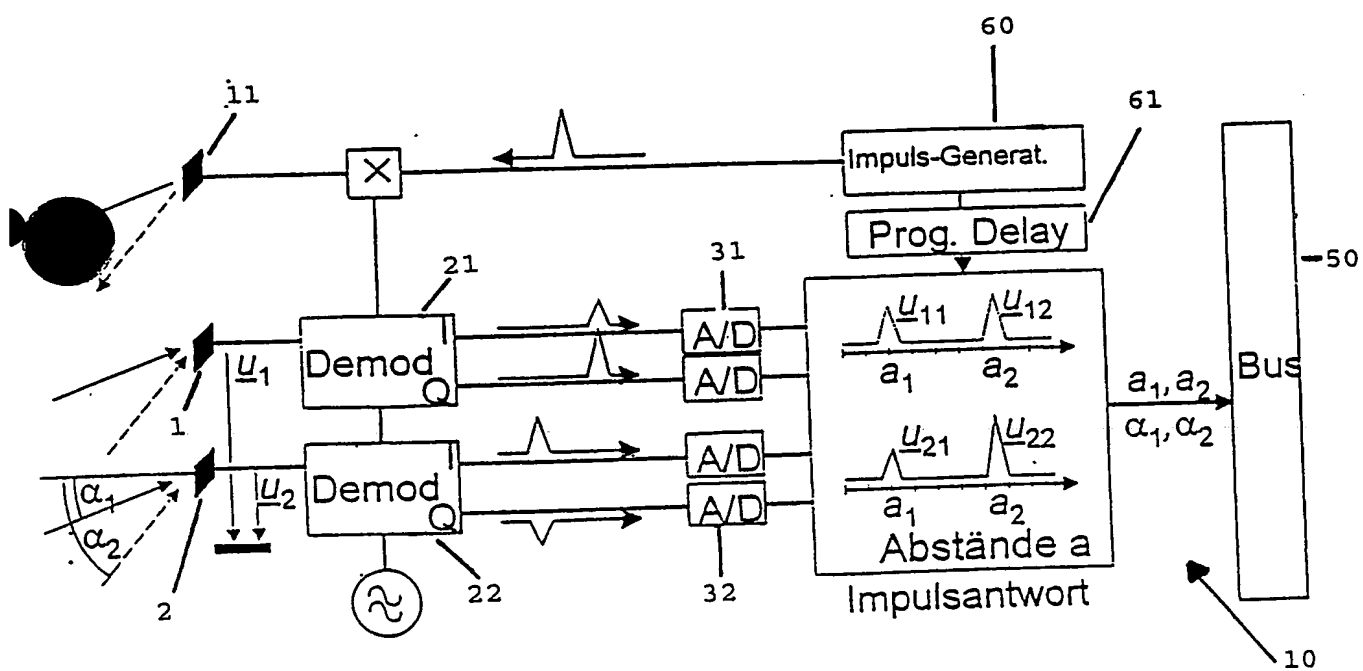 60
11
61
Impuls-Generat.
×
Prog. Delay
50
21
31
I
A/D
u11
u12
Demod
u1
Q
A/D
a1
a2
Bus
1
a1, a2
α1, α2
I
A/D
u21
u22
α1
Demod
u2
Q
A/D
a1
a2
α2
Abstände a
2
22
32
Impulsantwort
10